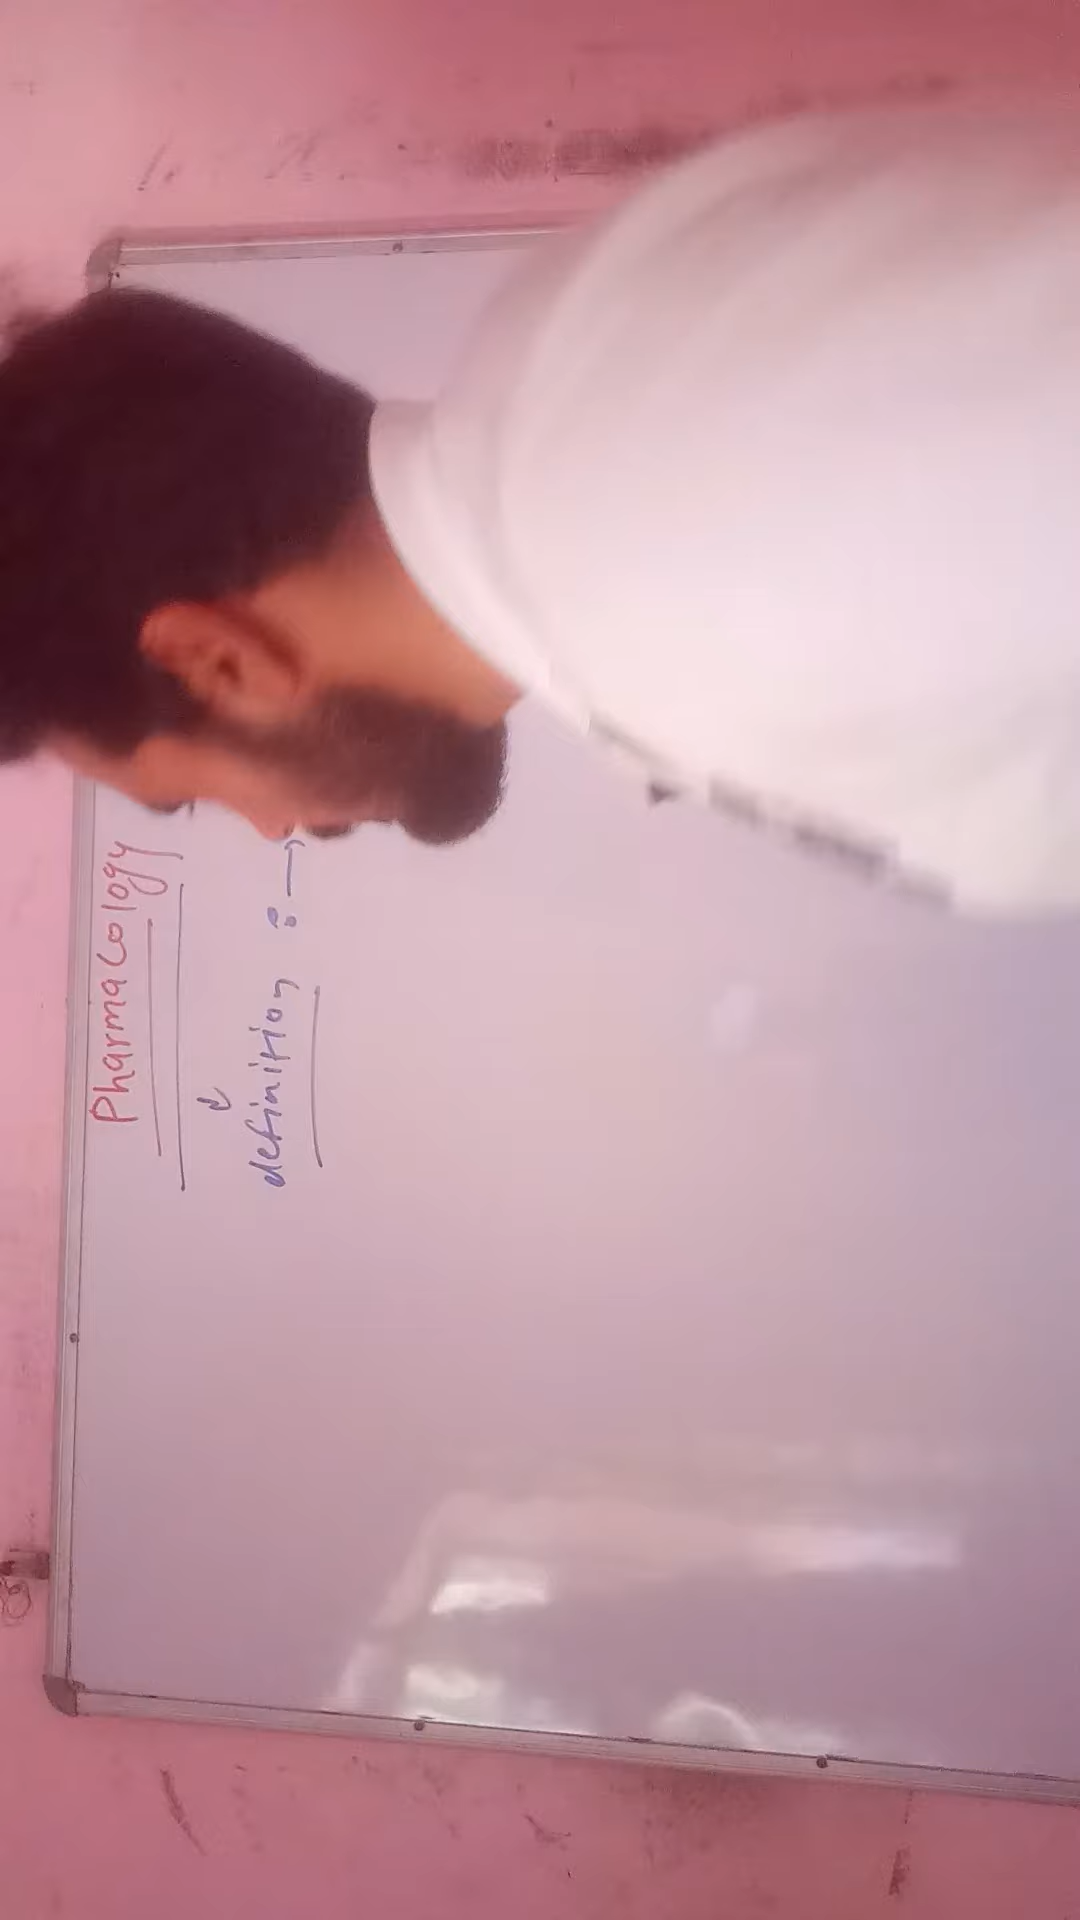 Pharmacology
definition : →